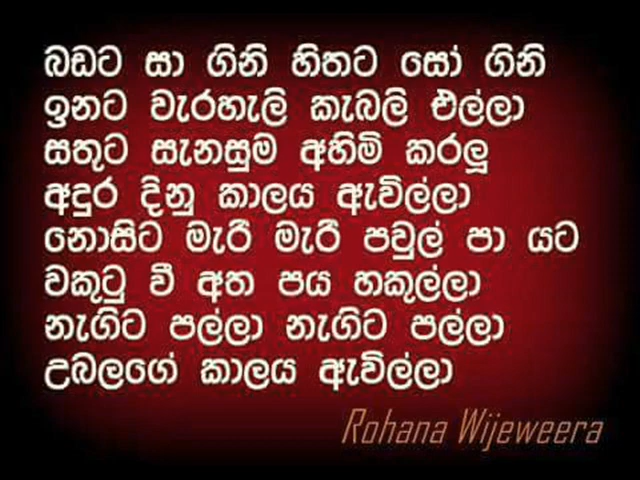 බඩට සා ගිනි හිතට සෝ ගිනි
ඉනට වැරහැලි කැබලි එල්ලා
සතුට සැනසුම අහිමි කරලූ
අඳුර දිනූ කාලය ඇවිල්ලා
නොසිට මැරී මැරී පවුල් පා යට
වකුටු වී අත පය හකුල්ලා
නැගිට පල්ලා නැගිට පල්ලා
උබලගේ කාලය ඇවිල්ලා
Rohana Wijeweera